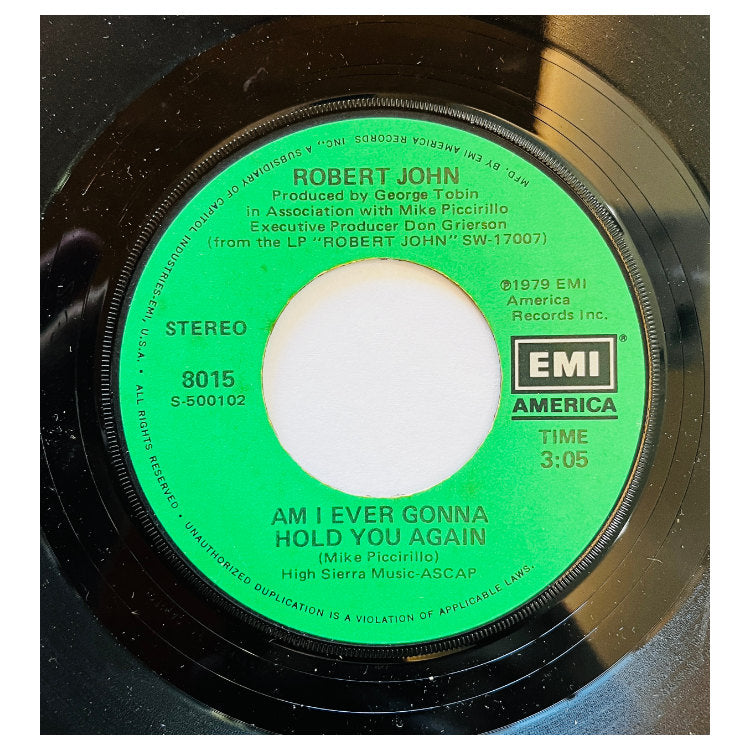 MFD. BY EMI AMERICA RECORDS, INC., A SUBSIDIARY OF CAPITOL INDUSTRIES-EMI, U.S.A. • ALL RIGHTS RESERVED • UNAUTHORIZED DUPLICATION IS A VIOLATION OF APPLICABLE LAWS.
ROBERT JOHN
Produced by George Tobin
in Association with Mike Piccirillo
Executive Producer Don Grierson
(from the LP "ROBERT JOHN" SW-17007)
℗1979 EMI
America
Records Inc.
STEREO
8015
S-500102
EMI®
AMERICA
TIME
3:05
AM I EVER GONNA
HOLD YOU AGAIN
(Mike Piccirillo)
High Sierra Music-ASCAP